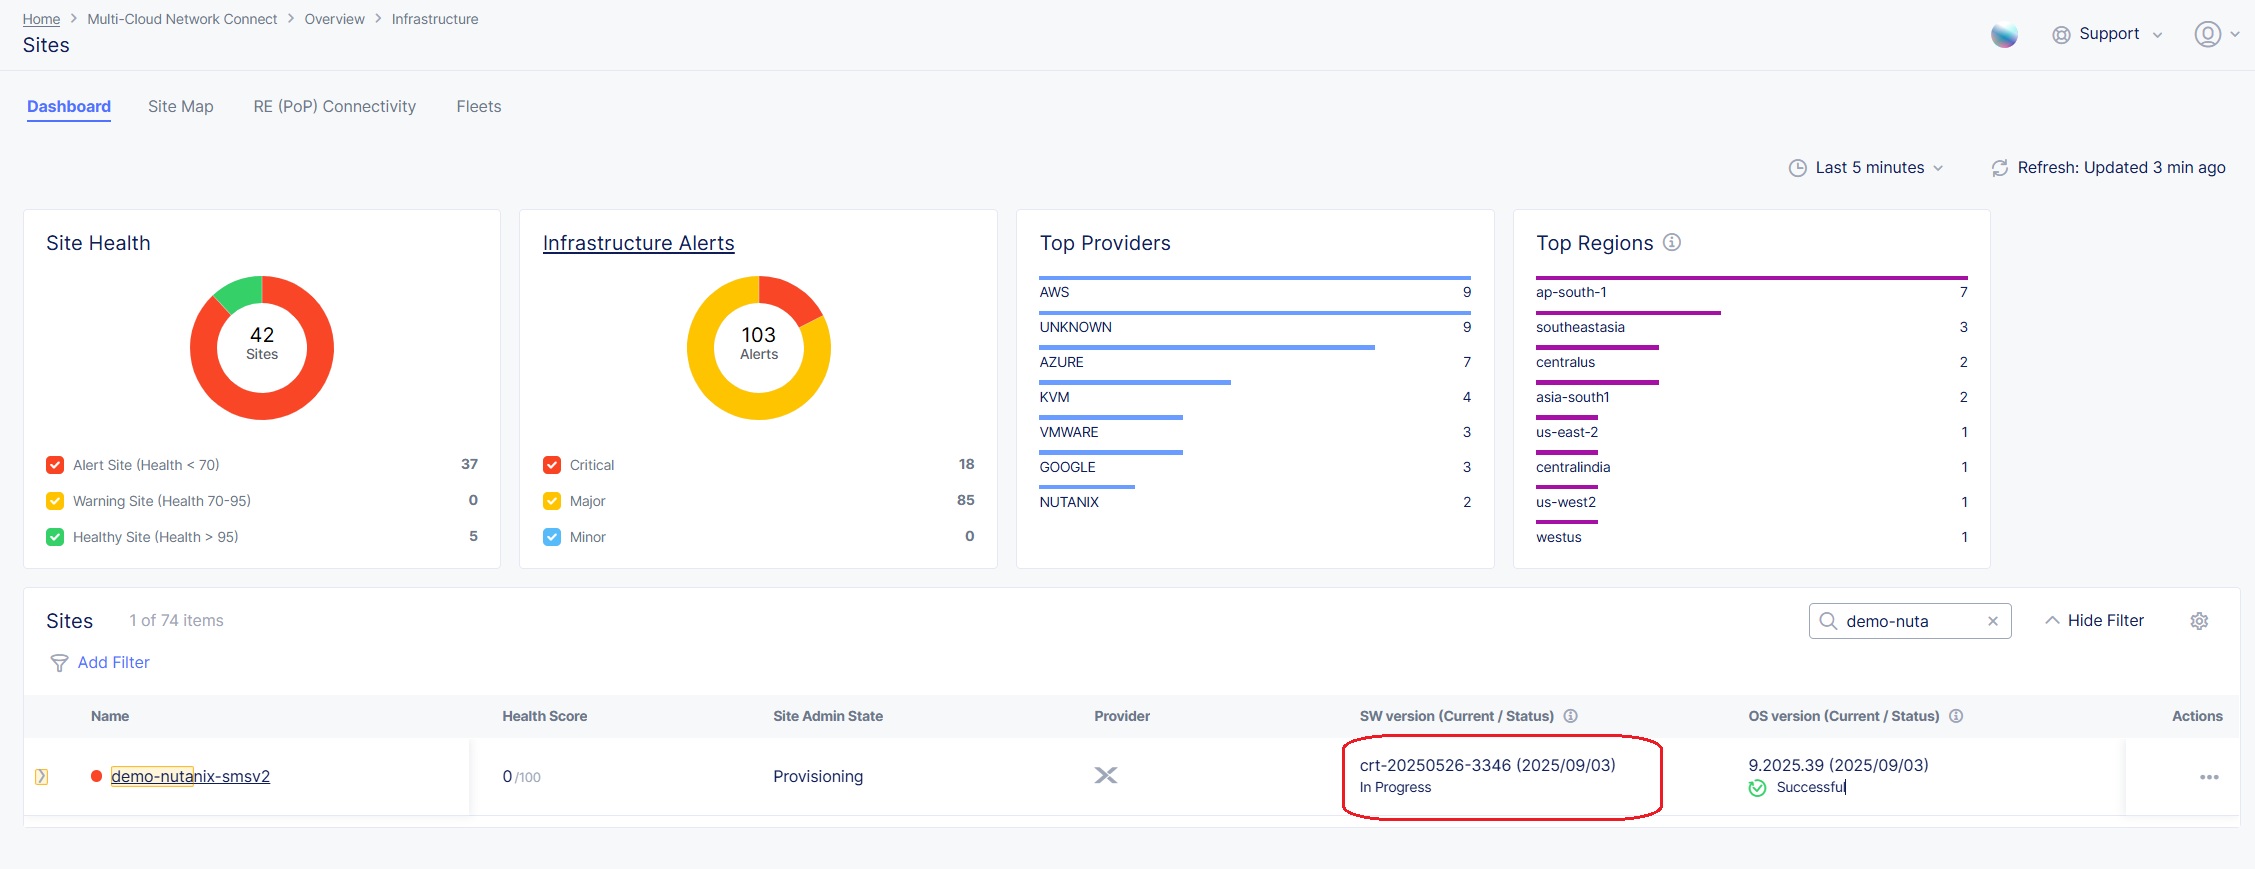 Home > Multi-Cloud Network Connect > Overview > Infrastructure
Sites
Support
Dashboard Site Map RE (PoP) Connectivity Fleets
Last 5 minutes Refresh: Updated 3 min ago
Site Health
42
Sites
Alert Site (Health < 70) 37
Warning Site (Health 70-95) 0
Healthy Site (Health > 95) 5
Infrastructure Alerts
103
Alerts
Critical 18
Major 85
Minor 0
Top Providers
AWS 9
UNKNOWN 9
AZURE 7
KVM 4
VMWARE 3
GOOGLE 3
NUTANIX 2
Top Regions
ap-south-1 7
southeastasia 3
centralus 2
asia-south1 2
us-east-2 1
centralindia 1
us-west2 1
westus 1
Sites 1 of 74 items demo-nuta Hide Filter
Add Filter
Name Health Score Site Admin State Provider SW version (Current / Status) OS version (Current / Status) Actions
demo-nutanix-smsv2 0 /100 Provisioning crt-20250526-3346 (2025/09/03) 9.2025.39 (2025/09/03)
In Progress Successful